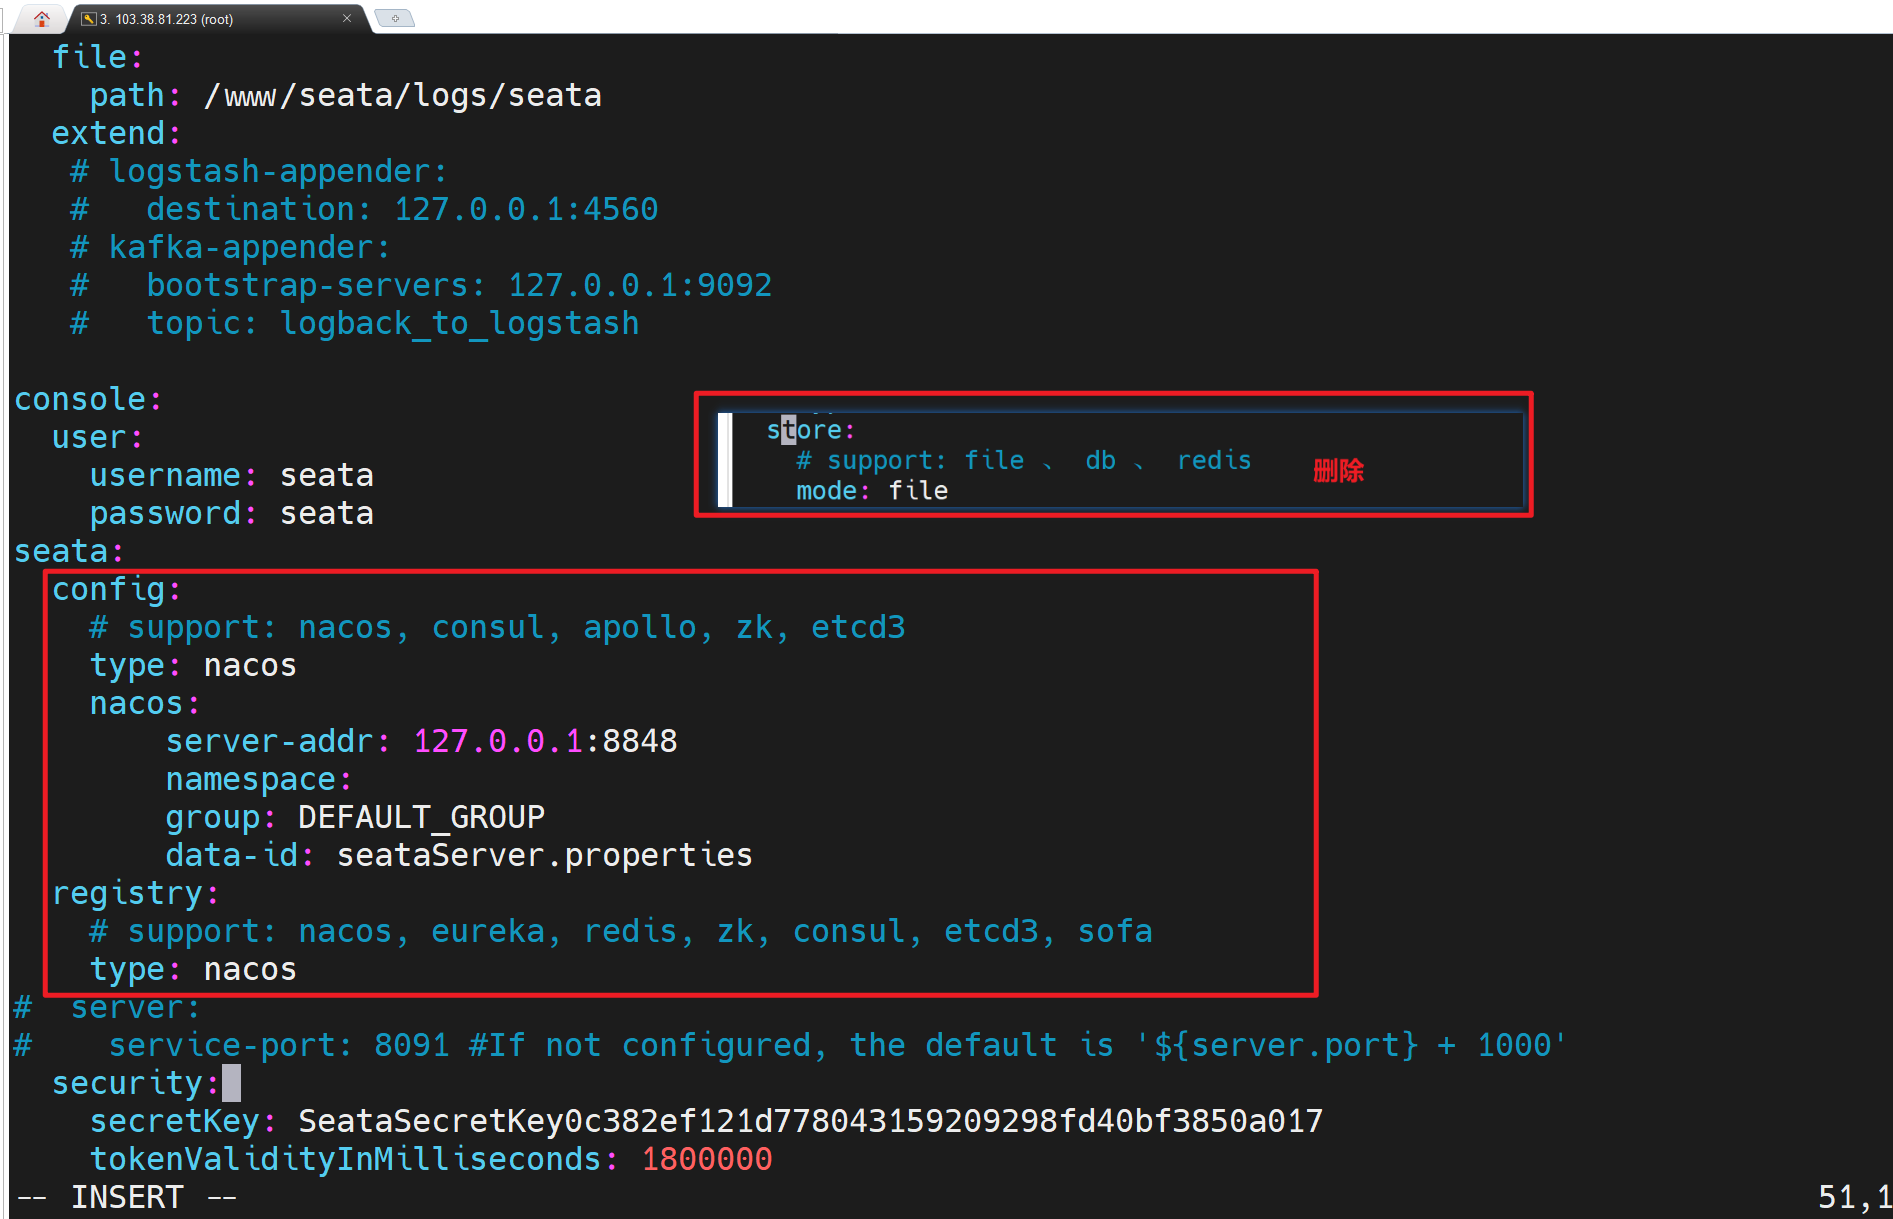 3. 103.38.81.223 (root)
file:
path: /www/seata/logs/seata
extend:
# logstash-appender:
#   destination: 127.0.0.1:4560
# kafka-appender:
#   bootstrap-servers: 127.0.0.1:9092
#   topic: logback_to_logstash
console:
user:
username: seata
password: seata
store:
# support: file 、 db 、 redis
删除
mode: file
seata:
config:
# support: nacos, consul, apollo, zk, etcd3
type: nacos
nacos:
server-addr: 127.0.0.1:8848
namespace:
group: DEFAULT_GROUP
data-id: seataServer.properties
registry:
# support: nacos, eureka, redis, zk, consul, etcd3, sofa
type: nacos
#  server:
#    service-port: 8091 #If not configured, the default is '${server.port} + 1000'
security:
secretKey: SeataSecretKey0c382ef121d778043159209298fd40bf3850a017
tokenValidityInMilliseconds: 1800000
-- INSERT --
51,1